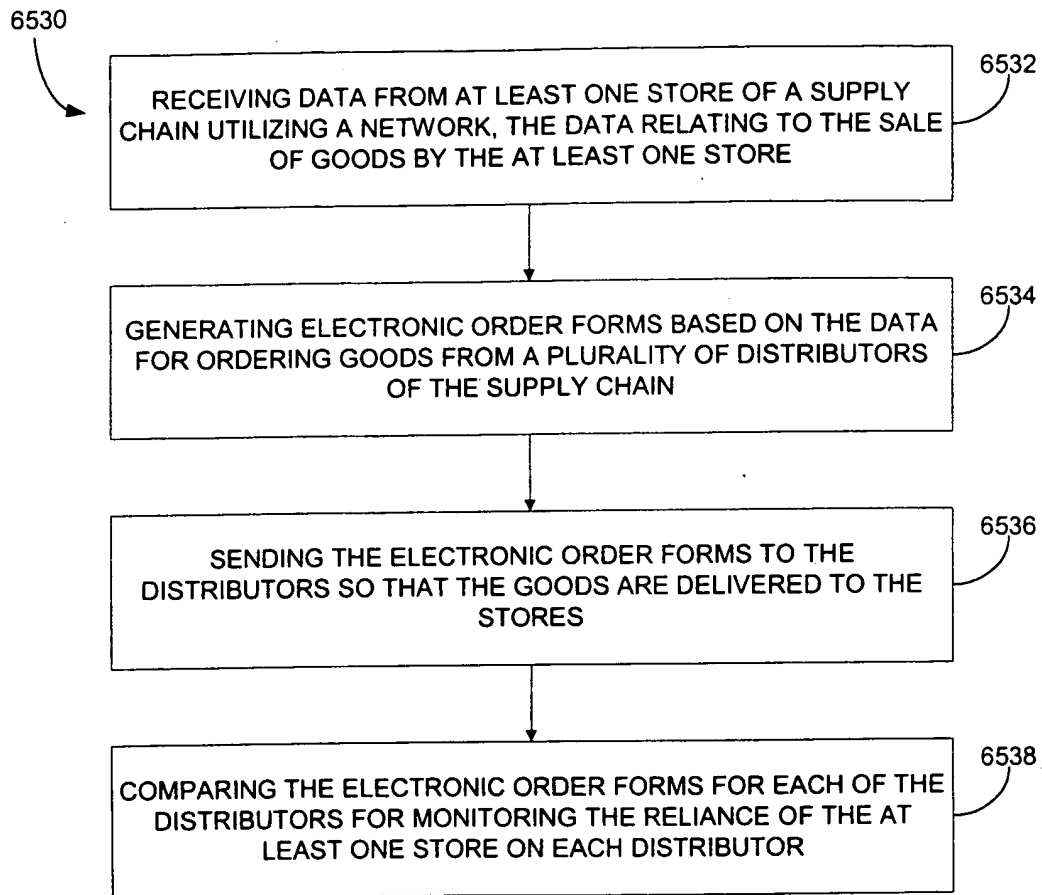 6530
6532
RECEIVING DATA FROM AT LEAST ONE STORE OF A SUPPLY
CHAIN UTILIZING A NETWORK, THE DATA RELATING TO THE SALE
OF GOODS BY THE AT LEAST ONE STORE
6534
GENERATING ELECTRONIC ORDER FORMS BASED ON THE DATA
FOR ORDERING GOODS FROM A PLURALITY OF DISTRIBUTORS
OF THE SUPPLY CHAIN
6536
SENDING THE ELECTRONIC ORDER FORMS TO THE
DISTRIBUTORS SO THAT THE GOODS ARE DELIVERED TO THE
STORES
6538
COMPARING THE ELECTRONIC ORDER FORMS FOR EACH OF THE
DISTRIBUTORS FOR MONITORING THE RELIANCE OF THE AT
LEAST ONE STORE ON EACH DISTRIBUTOR